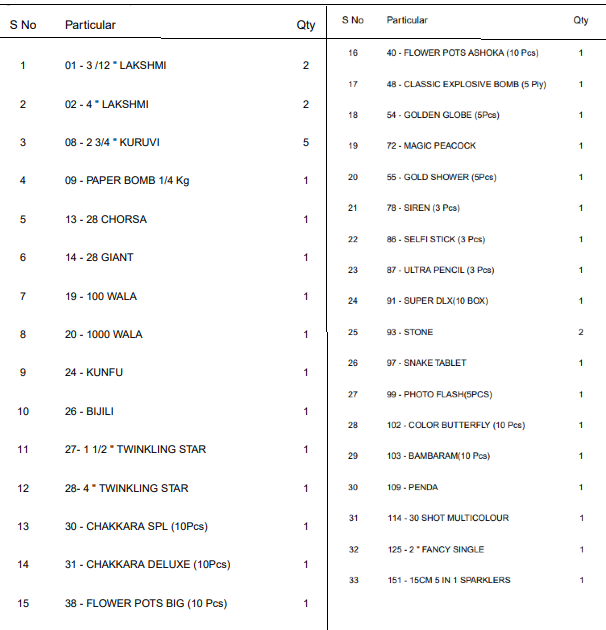 S No Particular Qty
1 01 - 3 /12 " LAKSHMI 2
2 02 - 4 " LAKSHMI 2
3 08 - 2 3/4 " KURUVI 5
4 09 - PAPER BOMB 1/4 Kg 1
5 13 - 28 CHORSA 1
6 14 - 28 GIANT 1
7 19 - 100 WALA 1
8 20 - 1000 WALA 1
9 24 - KUNFU 1
10 26 - BIJILI 1
11 27- 1 1/2 " TWINKLING STAR 1
12 28- 4 " TWINKLING STAR 1
13 30 - CHAKKARA SPL (10Pcs) 1
14 31 - CHAKKARA DELUXE (10Pcs) 1
15 38 - FLOWER POTS BIG (10 Pcs) 1
S No Particular Qty
16 40 - FLOWER POTS ASHOKA (10 Pcs) 1
17 48 - CLASSIC EXPLOSIVE BOMB (5 Ply) 1
18 54 - GOLDEN GLOBE (5Pcs) 1
19 72 - MAGIC PEACOCK 1
20 55 - GOLD SHOWER (5Pcs) 1
21 78 - SIREN (3 Pcs) 1
22 86 - SELFI STICK (3 Pcs) 1
23 87 - ULTRA PENCIL (3 Pcs) 1
24 91 - SUPER DLX(10 BOX) 1
25 93 - STONE 2
26 97 - SNAKE TABLET 1
27 99 - PHOTO FLASH(5PCS) 1
28 102 - COLOR BUTTERFLY (10 Pcs) 1
29 103 - BAMBARAM(10 Pcs) 1
30 109 - PENDA 1
31 114 - 30 SHOT MULTICOLOUR 1
32 125 - 2 " FANCY SINGLE 1
33 151 - 15CM 5 IN 1 SPARKLERS 1